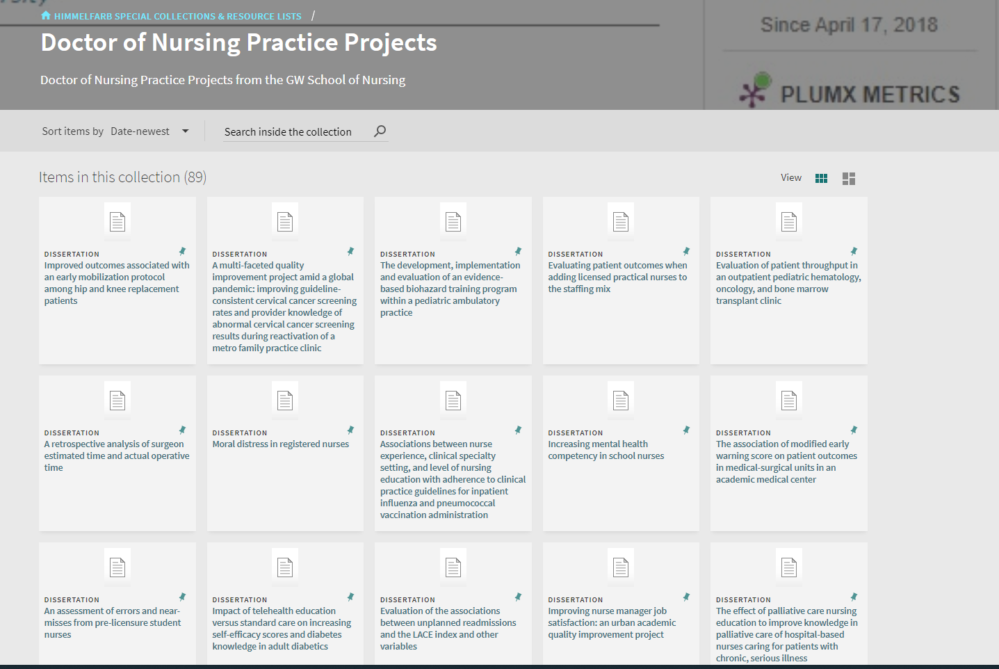 HIMMELFARB SPECIAL COLLECTIONS & RESOURCE LISTS /
Doctor of Nursing Practice Projects
Doctor of Nursing Practice Projects from the GW School of Nursing
Since April 17, 2018
PLUMX METRICS
Sort items by Date-newest
Search inside the collection
Items in this collection (89)
View
DISSERTATION
Improved outcomes associated with
an early mobilization protocol
among hip and knee replacement
patients
DISSERTATION
A multi-faceted quality
improvement project amid a global
pandemic: improving guideline-
consistent cervical cancer screening
rates and provider knowledge of
abnormal cervical cancer screening
results during reactivation of a
metro family practice clinic
DISSERTATION
The development, implementation
and evaluation of an evidence-
based biohazard training program
within a pediatric ambulatory
practice
DISSERTATION
Evaluating patient outcomes when
adding licensed practical nurses to
the staffing mix
DISSERTATION
Evaluation of patient throughput in
an outpatient pediatric hematology,
oncology, and bone marrow
transplant clinic
DISSERTATION
A retrospective analysis of surgeon
estimated time and actual operative
time
DISSERTATION
Moral distress in registered nurses
DISSERTATION
Associations between nurse
experience, clinical specialty
setting, and level of nursing
education with adherence to clinical
practice guidelines for inpatient
influenza and pneumococcal
vaccination administration
DISSERTATION
Increasing mental health
competency in school nurses
DISSERTATION
The association of modified early
warning score on patient outcomes
in medical-surgical units in an
academic medical center
DISSERTATION
An assessment of errors and near-
misses from pre-licensure student
nurses
DISSERTATION
Impact of telehealth education
versus standard care on increasing
self-efficacy scores and diabetes
knowledge in adult diabetics
DISSERTATION
Evaluation of the associations
between unplanned readmissions
and the LACE index and other
variables
DISSERTATION
Improving nurse manager job
satisfaction: an urban academic
quality improvement project
DISSERTATION
The effect of palliative care nursing
education to improve knowledge in
palliative care of hospital-based
nurses caring for patients with
chronic, serious illness